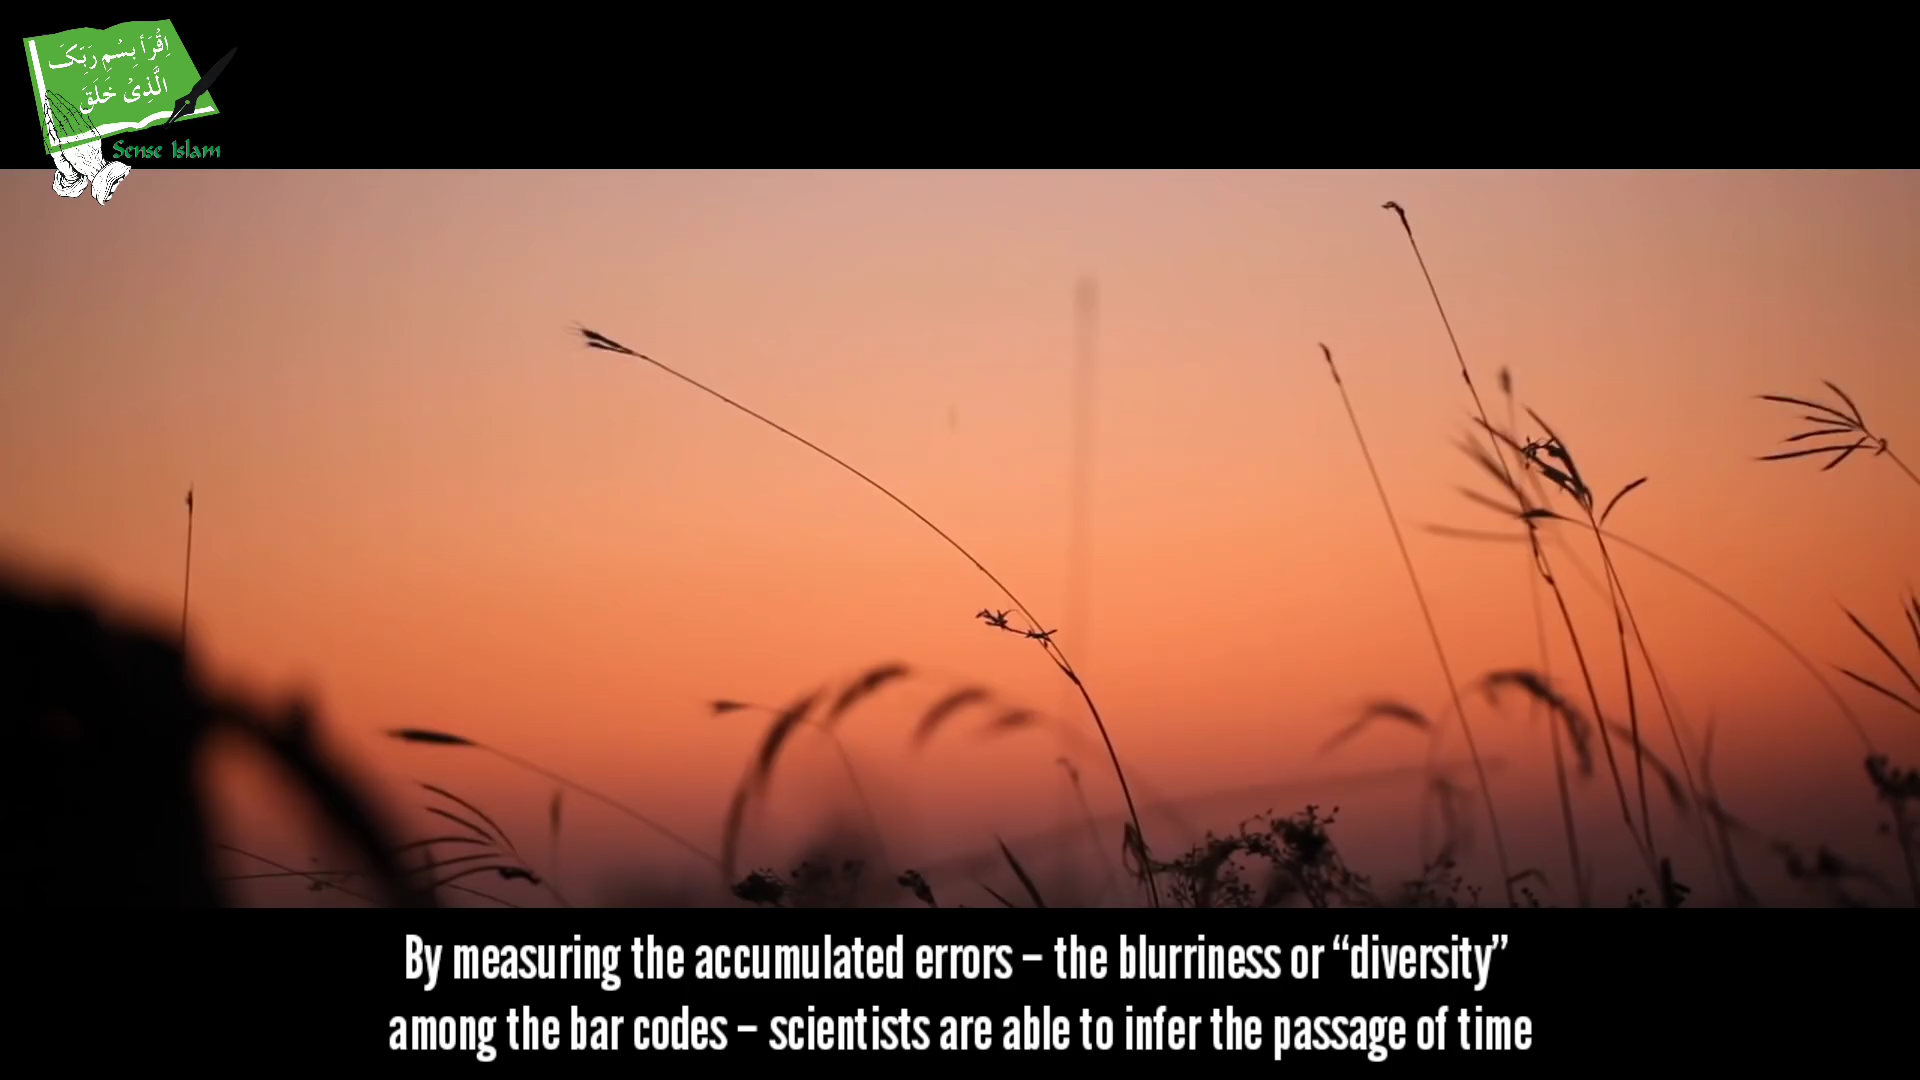 اِقْرَأ بِسْمِ رَبِّکَ
الَّذِیْ خَلَقَ
Sense Islam
By measuring the accumulated errors – the blurriness or “diversity”
among the bar codes – scientists are able to infer the passage of time